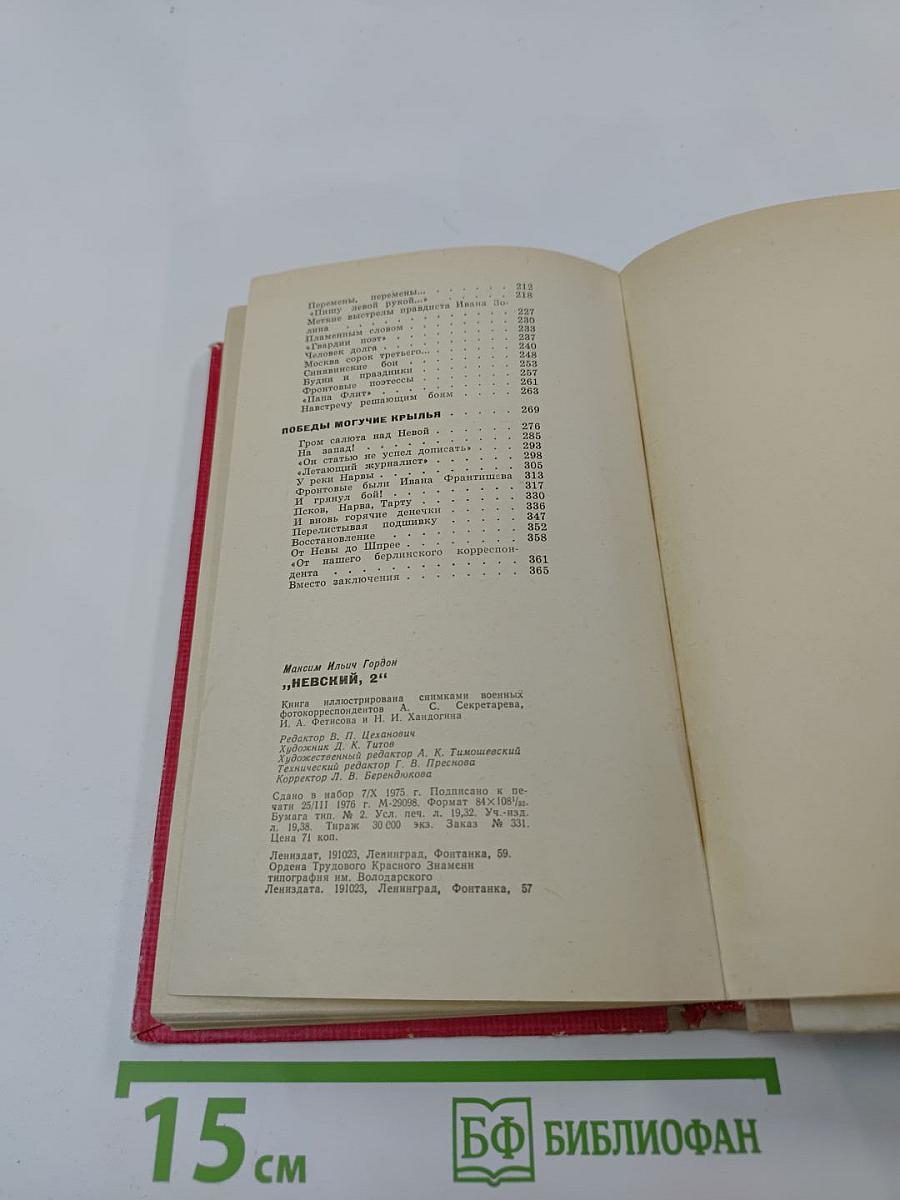 Перемены, перемены... . . . . . . 212
«Пишу левой рукой...» . . . . . 218
Меткие выстрелы правдиста Ивана Зо-
лина . . . . . . . . . . . . 227
Пламенным словом . . . . . . . 230
«Гвардии поэт» . . . . . . . . 233
Человек долга . . . . . . . . . 237
Москва сорок третьего... . . . . . 240
Синявинские бои . . . . . . . . 248
Будни и праздники . . . . . . . 253
Фронтовые поэтессы . . . . . . . 257
«Папа Флит» . . . . . . . . . 261
Навстречу решающим боям . . . . 263
ПОБЕДЫ МОГУЧИЕ КРЫЛЬЯ . . . . . 269
Гром салюта над Невой . . . . . . 276
На запад! . . . . . . . . . . 285
«Он статью не успел дописать» . . . 293
«Летающий журналист» . . . . . . 298
У реки Нарвы . . . . . . . . . 305
Фронтовые были Ивана Франтишева 313
И грянул бой! . . . . . . . . . 317
Псков, Нарва, Тарту . . . . . . . 330
И вновь горячие денечки . . . . . 336
Перелистывая подшивку . . . . . 347
Восстановление . . . . . . . . 352
От Невы до Шпрее . . . . . . . 358
«От нашего берлинского корреспон-
дента . . . . . . . . . . . . 361
Вместо заключения . . . . . . . 365
Максим Ильич Гордон
„НЕВСКИЙ, 2“
Книга иллюстрирована снимками военных
фотокорреспондентов А. С. Секретарева,
И. А. Фетисова и Н. И. Хандогина
Редактор В. П. Цеханович
Художник Д. К. Титов
Художественный редактор А. К. Тимошевский
Технический редактор Г. В. Преснова
Корректор Л. В. Берендюкова
Сдано в набор 7/X 1975 г. Подписано к пе-
чати 25/III 1976 г. М-29098. Формат 84×108¹/₃₂.
Бумага тип. № 2. Усл. печ. л. 19,32. Уч.-изд.
л. 19,38. Тираж 30 000 экз. Заказ № 331.
Цена 71 коп.
Лениздат, 191023, Ленинград, Фонтанка, 59.
Ордена Трудового Красного Знамени
типография им. Володарского
Лениздата. 191023, Ленинград, Фонтанка, 57
15 см
БФ БИБЛИОФАН